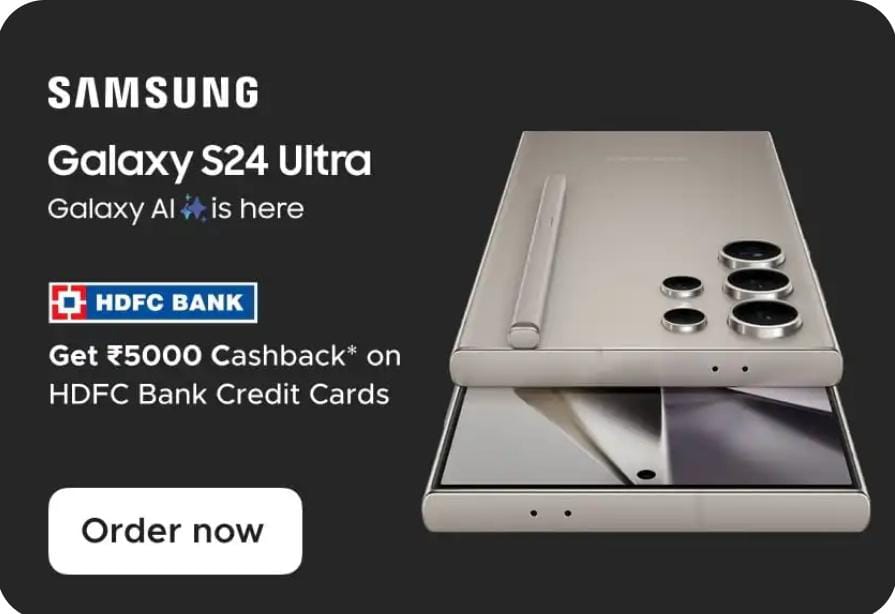 SAMSUNG
Galaxy S24 Ultra
Galaxy AI is here
HDFC BANK
Get ₹5000 Cashback* on
HDFC Bank Credit Cards
Order now